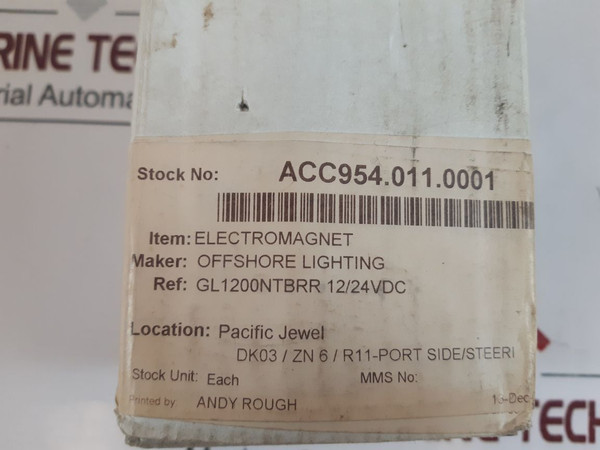 RINE TE
rial Automa
Stock No: ACC954.011.0001
Item: ELECTROMAGNET
Maker: OFFSHORE LIGHTING
Ref: GL1200NTBRR 12/24VDC
Location: Pacific Jewel
DK03 / ZN 6 / R11-PORT SIDE/STEERI
Stock Unit: Each MMS No:
Printed by: ANDY ROUGH Dec
INE-TECH